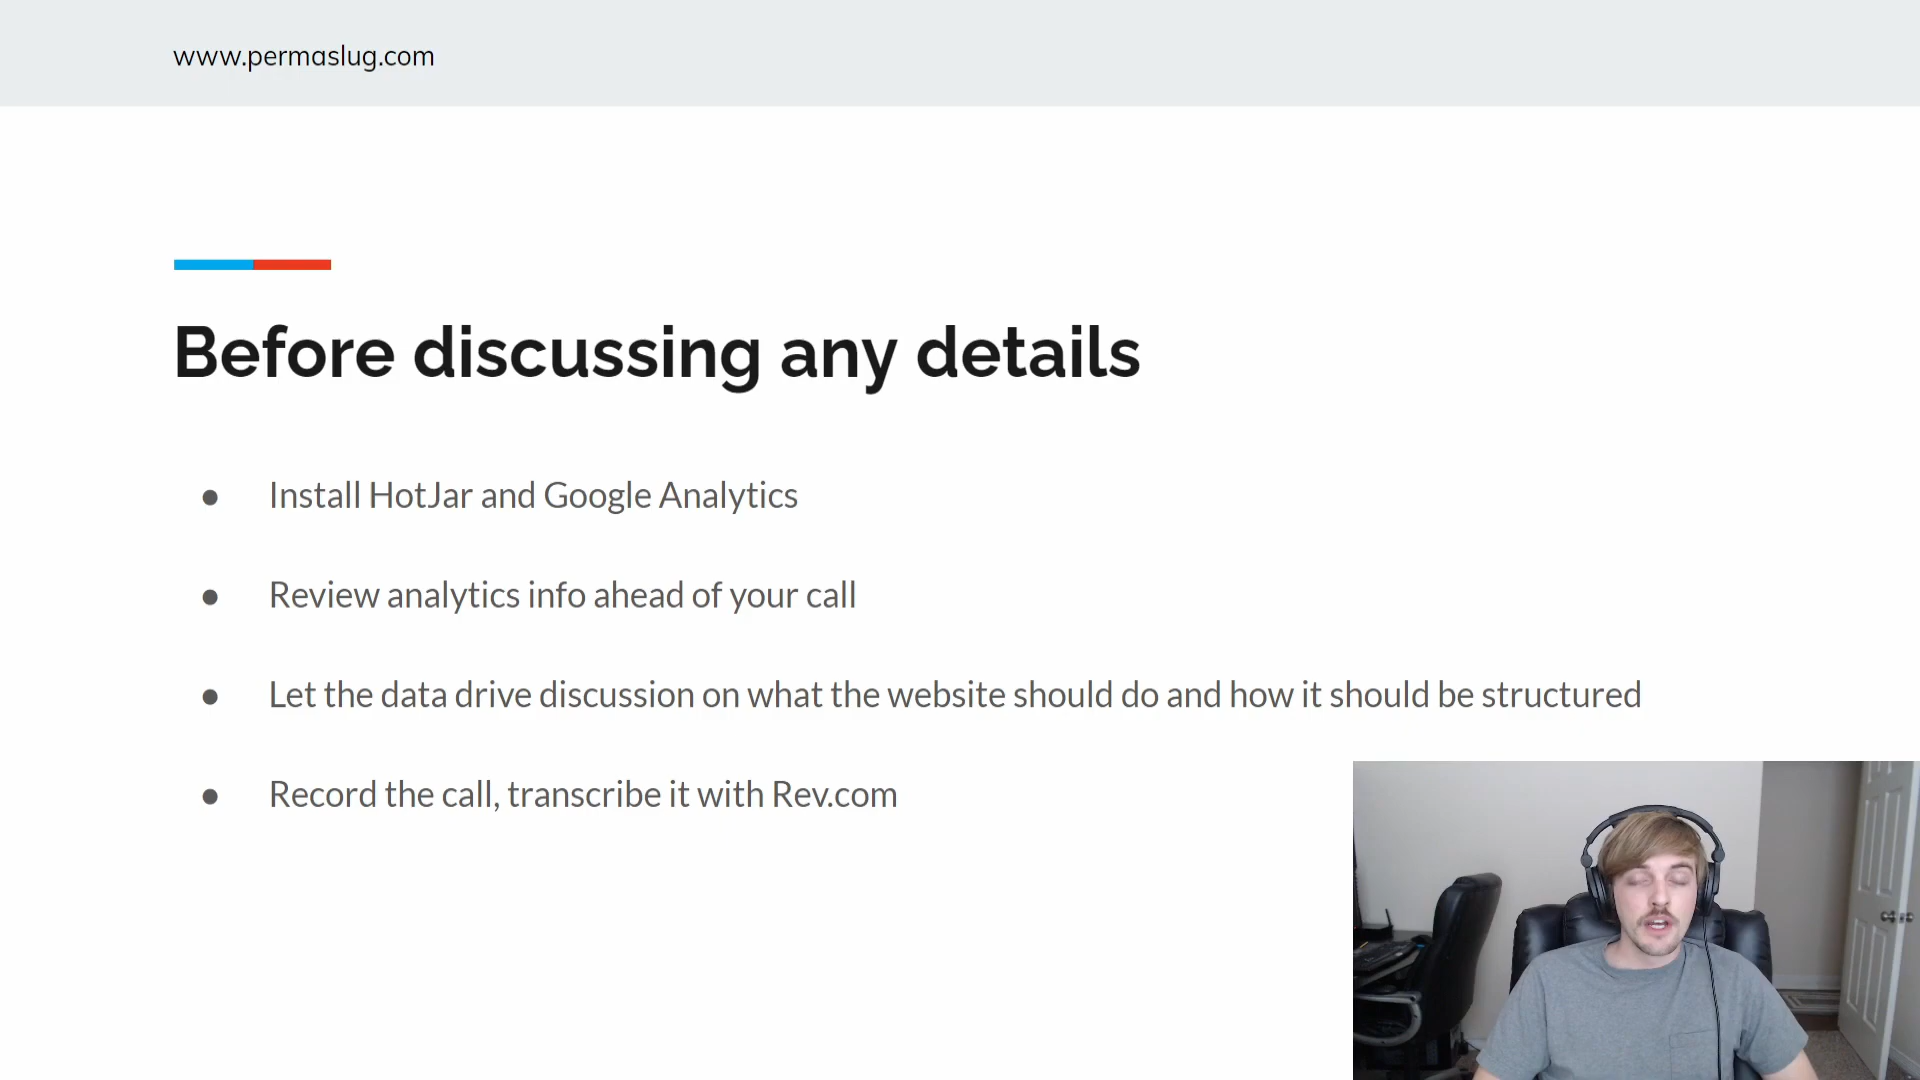 www.permaslug.com
Before discussing any details
● Install HotJar and Google Analytics
● Review analytics info ahead of your call
● Let the data drive discussion on what the website should do and how it should be structured
● Record the call, transcribe it with Rev.com